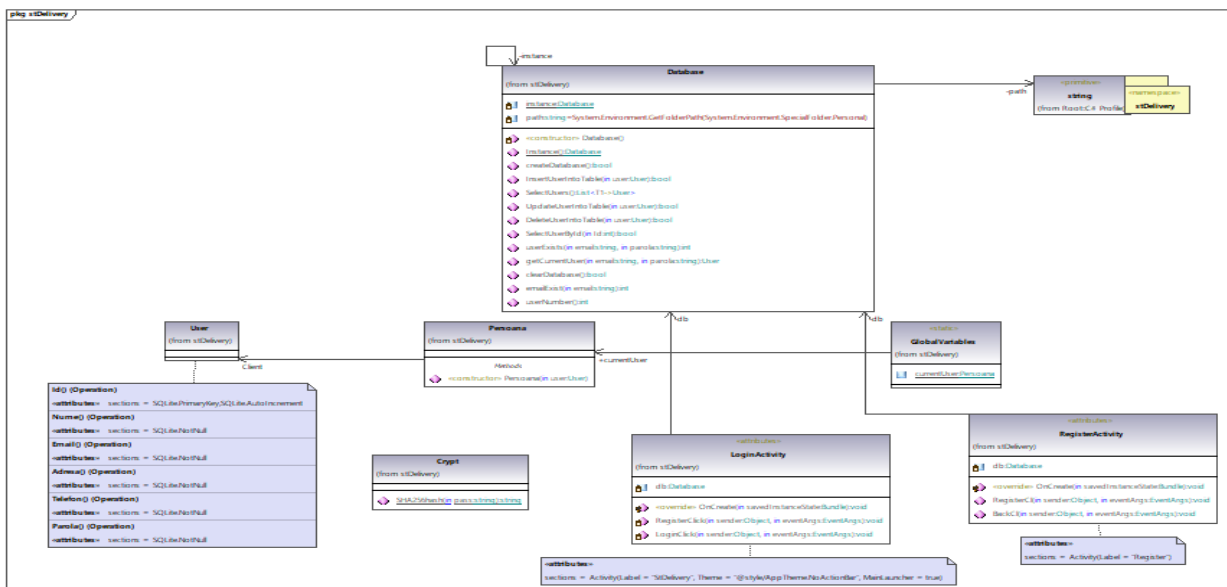 pkg stDelivery
-instance
Database
(from stDelivery)
instance:Database
path:string=System.Environment.GetFolderPath(System.Environment.SpecialFolder.Personal)
«constructor» Database()
Instance():Database
createDatabase():bool
InsertUserIntoTable(in user:User):bool
SelectUsers():List<T1->User>
UpdateUserIntoTable(in user:User):bool
DeleteUserIntoTable(in user:User):bool
SelectUserById(in Id:int):bool
userExists(in email:string, in parola:string):int
getCurrentUser(in email:string, in parola:string):User
clearDatabase():bool
emailExist(in email:string):int
userNumber():int
-path
«primitive»
string
(from Root:C# Profile)
«namespace»
stDelivery
-db
-db
User
(from stDelivery)
Client
Persoana
(from stDelivery)
Methods
«constructor» Persoana(in user:User)
+currentUser
«static»
GlobalVariables
(from stDelivery)
currentUser:Persoana
Id() (Operation)
«attributes» sections = SQLite.PrimaryKey,SQLite.AutoIncrement
Nume() (Operation)
«attributes» sections = SQLite.NotNull
Email() (Operation)
«attributes» sections = SQLite.NotNull
Adresa() (Operation)
«attributes» sections = SQLite.NotNull
Telefon() (Operation)
«attributes» sections = SQLite.NotNull
Parola() (Operation)
«attributes» sections = SQLite.NotNull
Crypt
(from stDelivery)
SHA256hash(in pass:string):string
«attributes»
LoginActivity
(from stDelivery)
db:Database
«override» OnCreate(in savedInstanceState:Bundle):void
RegisterClick(in sender:Object, in eventArgs:EventArgs):void
LoginClick(in sender:Object, in eventArgs:EventArgs):void
«attributes»
sections = Activity(Label = "StDelivery", Theme = "@style/AppTheme.NoActionBar", MainLauncher = true)
«attributes»
RegisterActivity
(from stDelivery)
db:Database
«override» OnCreate(in savedInstanceState:Bundle):void
RegisterCl(in sender:Object, in eventArgs:EventArgs):void
BackCl(in sender:Object, in eventArgs:EventArgs):void
«attributes»
sections = Activity(Label = "Register")